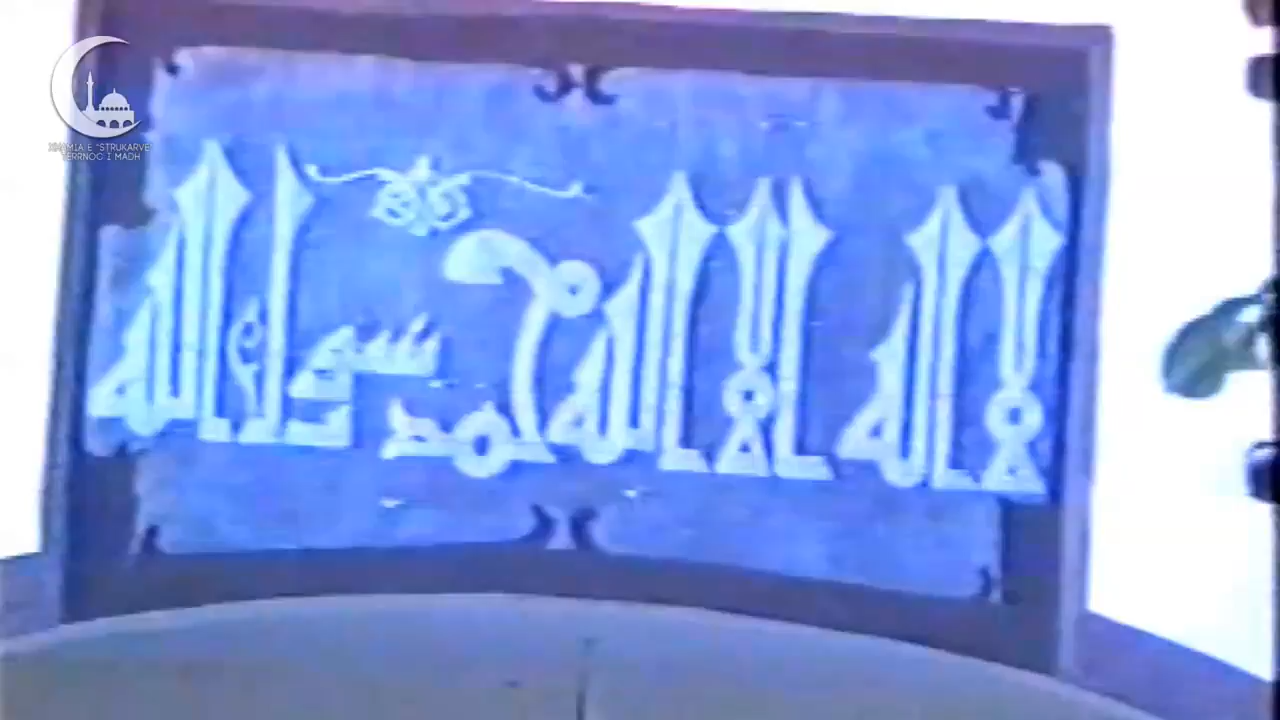 لا اله الا الله محمد رسول الله
XHAMIA E "STRUKARVE"
TERRNOC I MADH